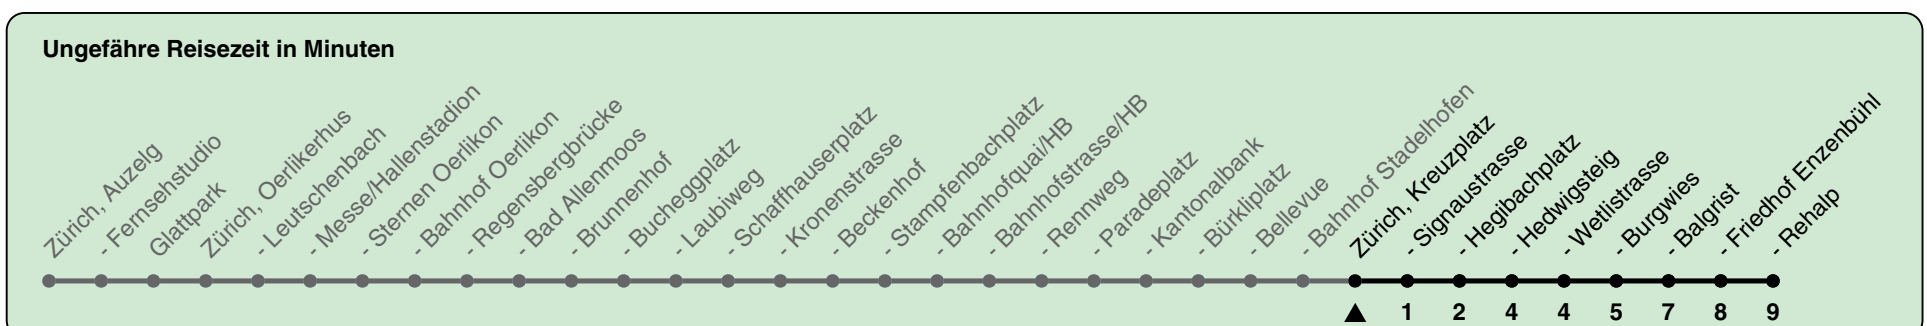 Ungefähre Reisezeit in Minuten
Zürich, Auzelg
- Fernsehstudio
Glattpark
Zürich, Oerlikerhus
- Leutschenbach
- Messe/Hallenstadion
- Sternen Oerlikon
- Bahnhof Oerlikon
- Regensbergbrücke
- Bad Allenmoos
- Brunnenhof
- Bucheggplatz
- Laubiweg
- Schaffhauserplatz
- Kronenstrasse
- Beckenhof
- Stampfenbachplatz
- Bahnhofquai/HB
- Bahnhofstrasse/HB
- Rennweg
- Paradeplatz
- Kantonalbank
- Bürkliplatz
- Bellevue
- Bahnhof Stadelhofen
Zürich, Kreuzplatz
- Signaustrasse
- Hegibachplatz
- Hedwigsteig
- Wetlistrasse
- Burgwies
- Balgrist
- Friedhof Enzenbühl
- Rehalp
1 2 4 4 5 7 8 9